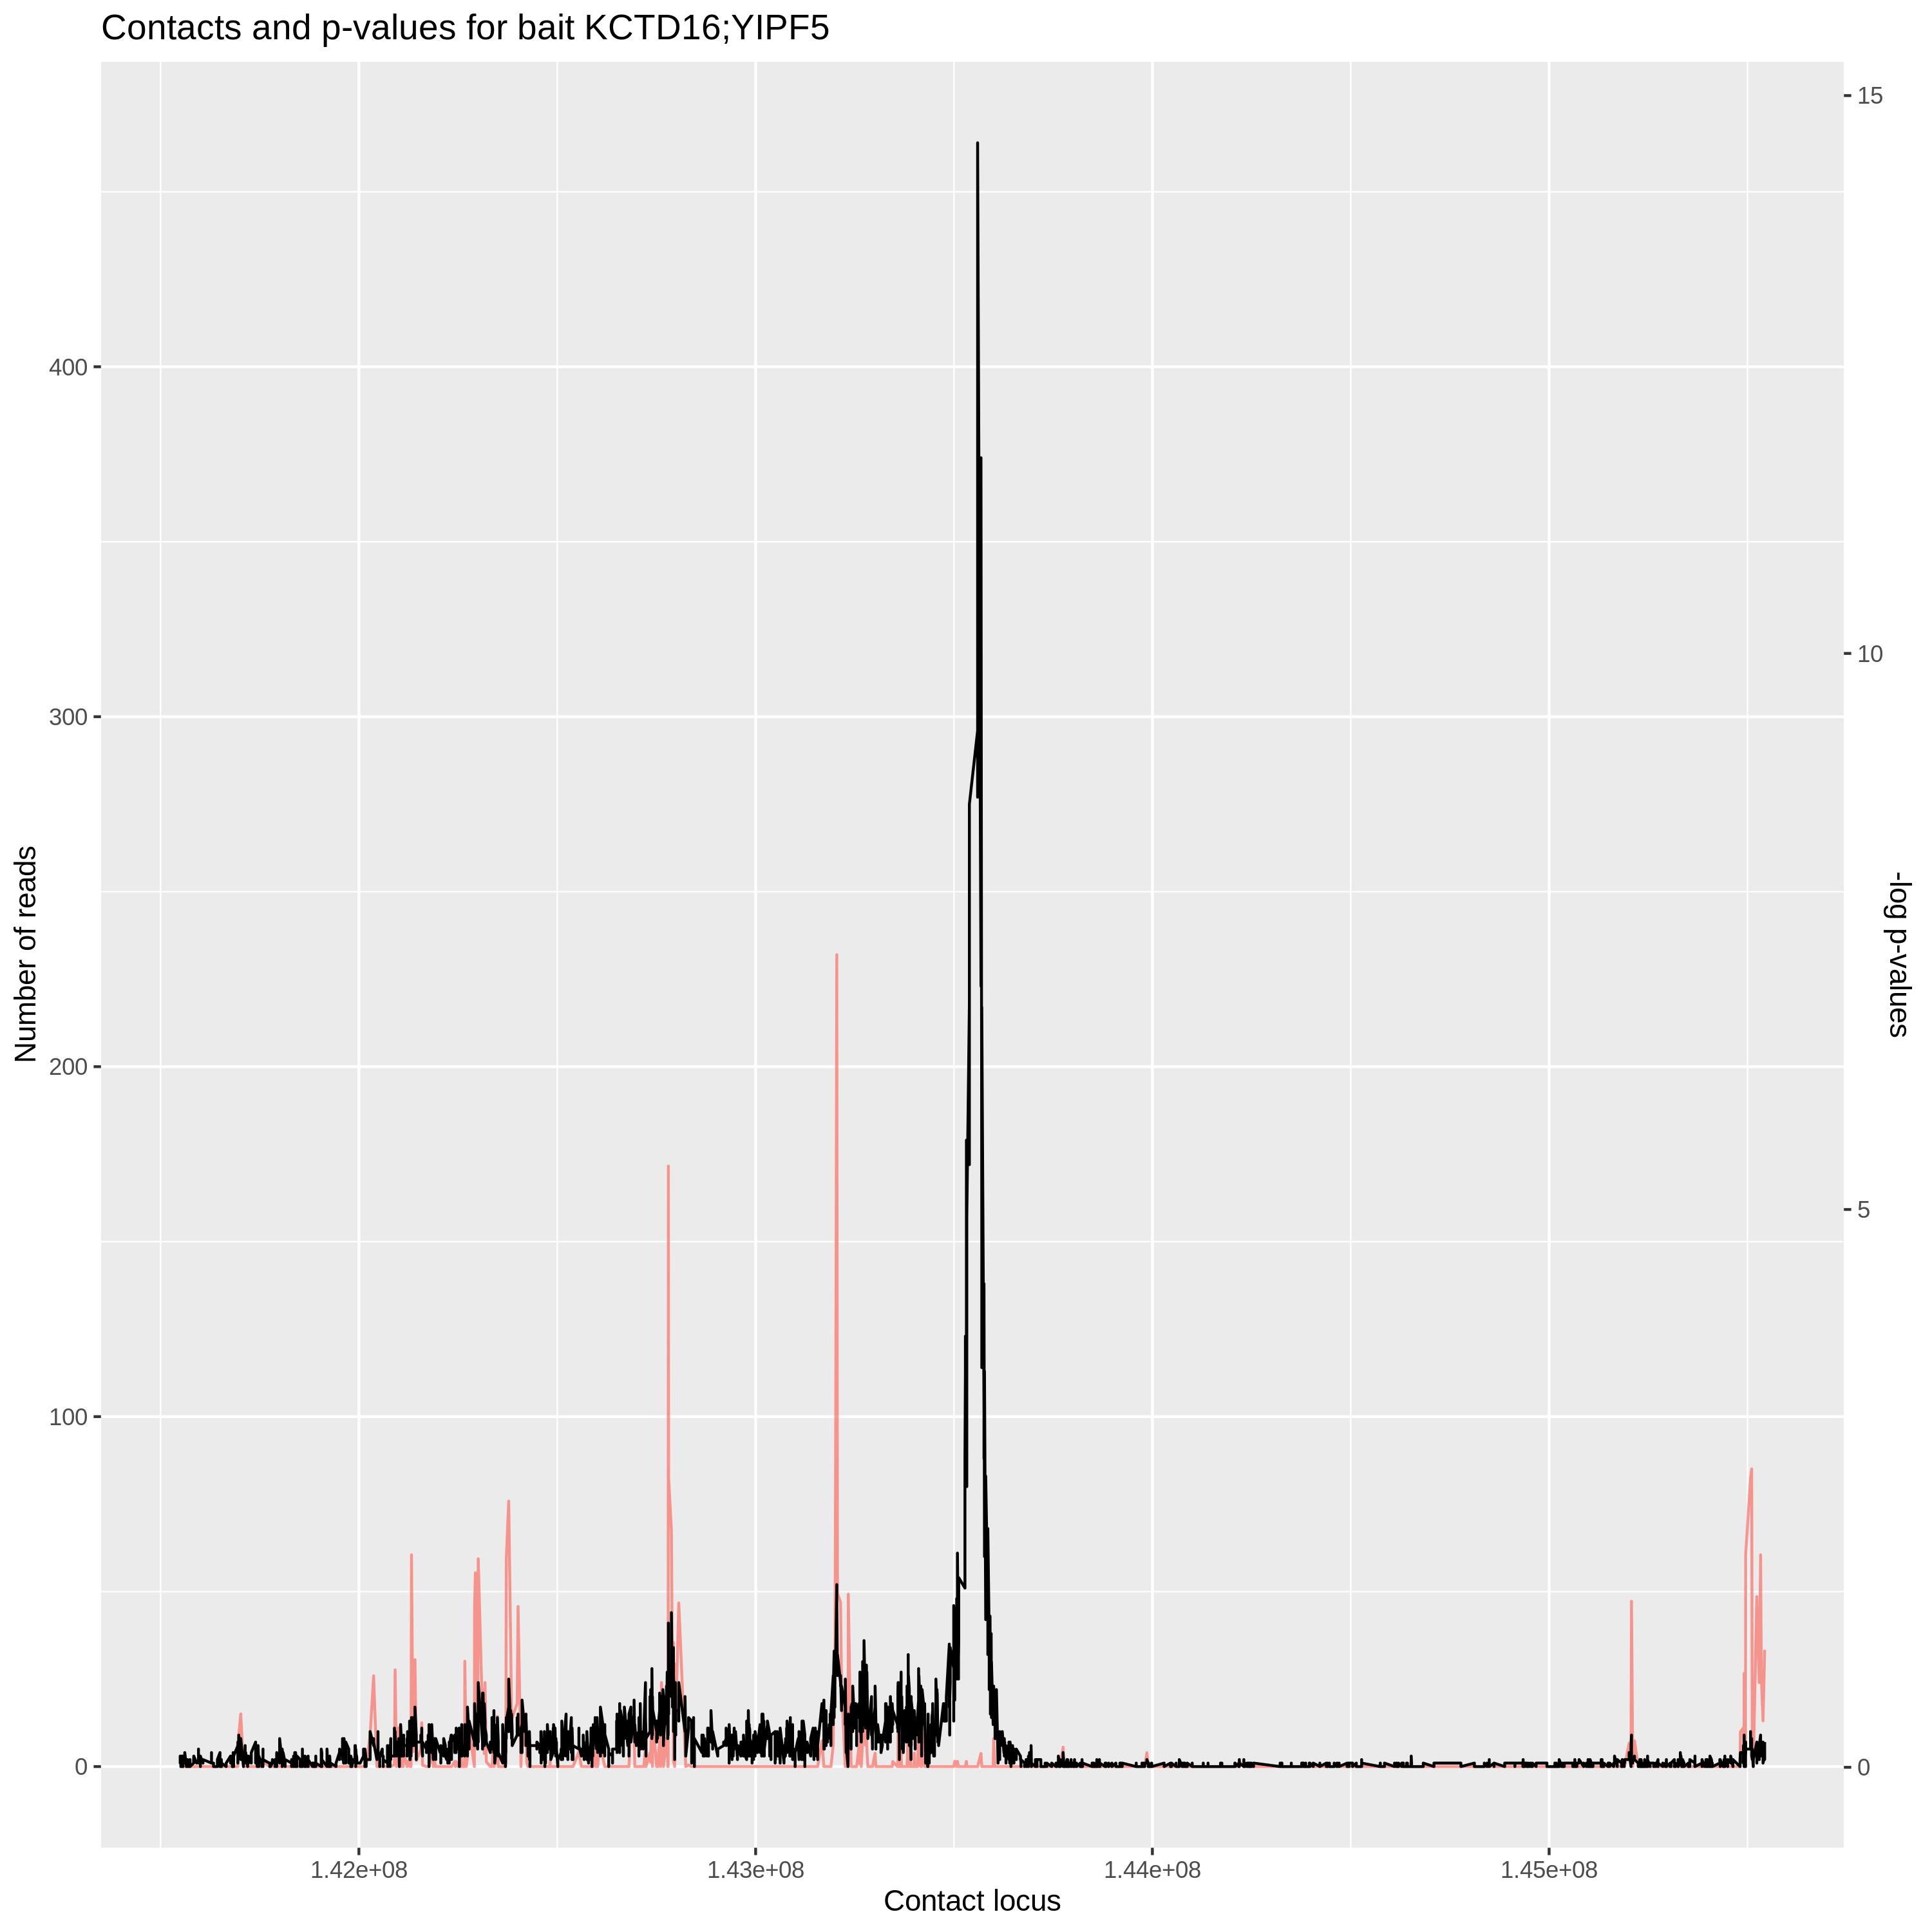 Contacts and p-values for bait KCTD16;YIPF5
15
400
10
300
Number of reads
-log p-values
200
5
100
0
0
1.42e+08
1.43e+08
1.44e+08
1.45e+08
Contact locus